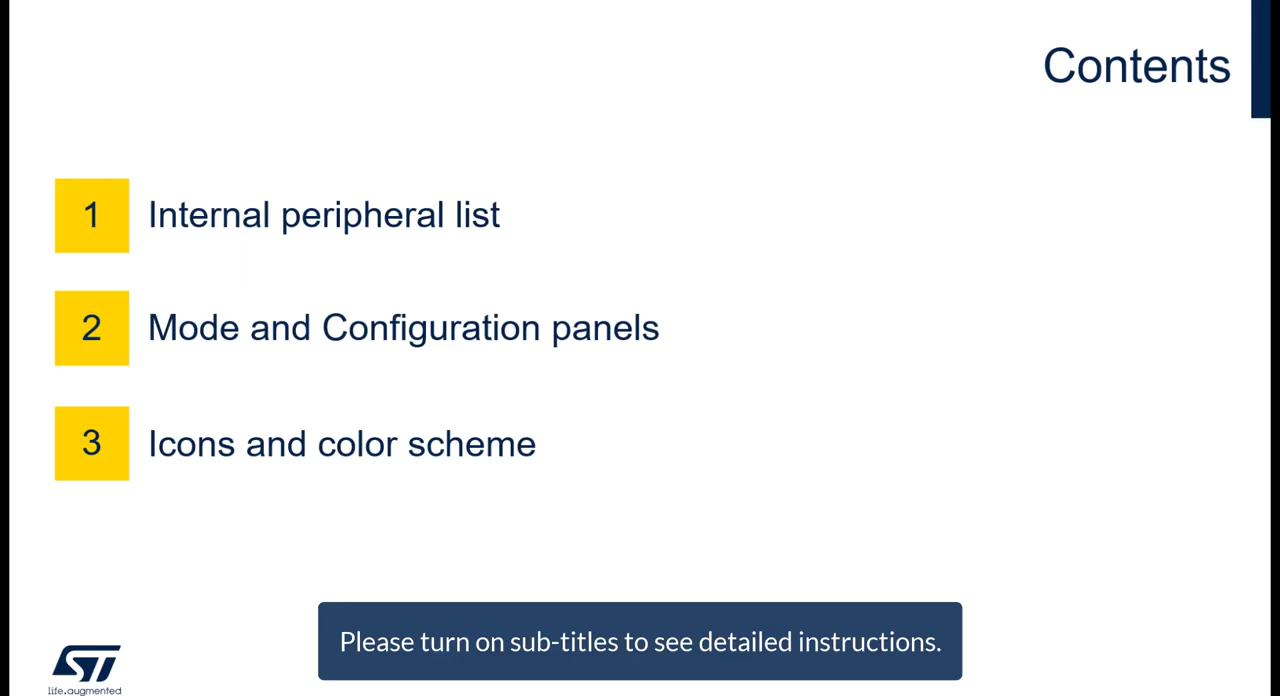 Contents
1 Internal peripheral list
2 Mode and Configuration panels
3 Icons and color scheme
Please turn on sub-titles to see detailed instructions.
ST
life.augmented